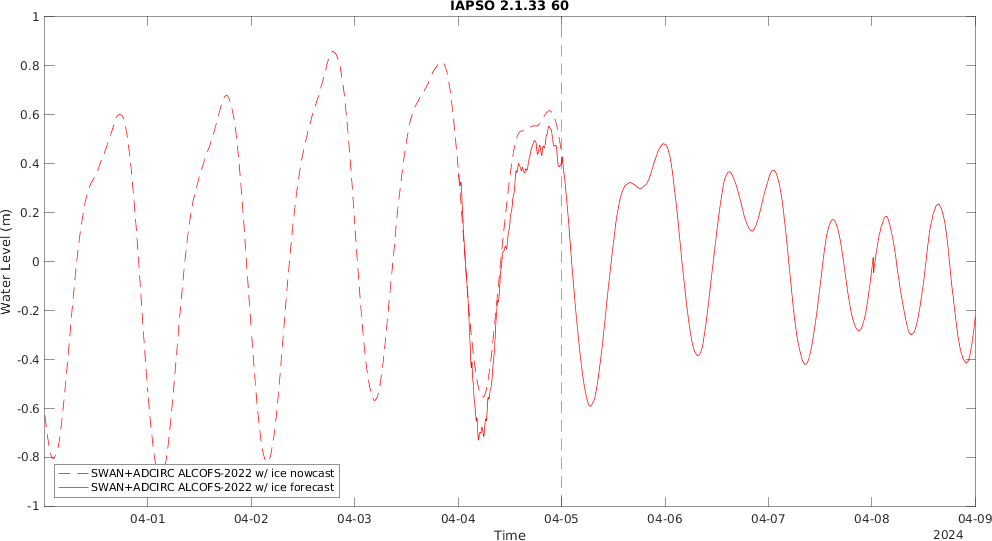 IAPSO 2.1.33 60
Water Level (m)
1
0.8
0.6
0.4
0.2
0
-0.2
-0.4
-0.6
-0.8
-1
SWAN+ADCIRC ALCOFS-2022 w/ ice nowcast
SWAN+ADCIRC ALCOFS-2022 w/ ice forecast
04-01 04-02 04-03 04-04 04-05 04-06 04-07 04-08 04-09
Time
2024